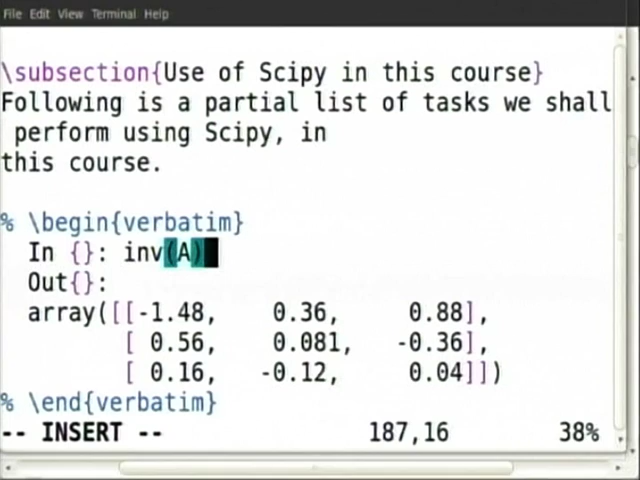 File Edit View Terminal Help
\subsection{Use of Scipy in this course}
Following is a partial list of tasks we shall
perform using Scipy, in
this course.
% \begin{verbatim}
In {}: inv(A)
Out{}:
array([[-1.48, 0.36, 0.88],
[ 0.56, 0.081, -0.36],
[ 0.16, -0.12, 0.04]])
% \end{verbatim}
-- INSERT -- 187,16 38%